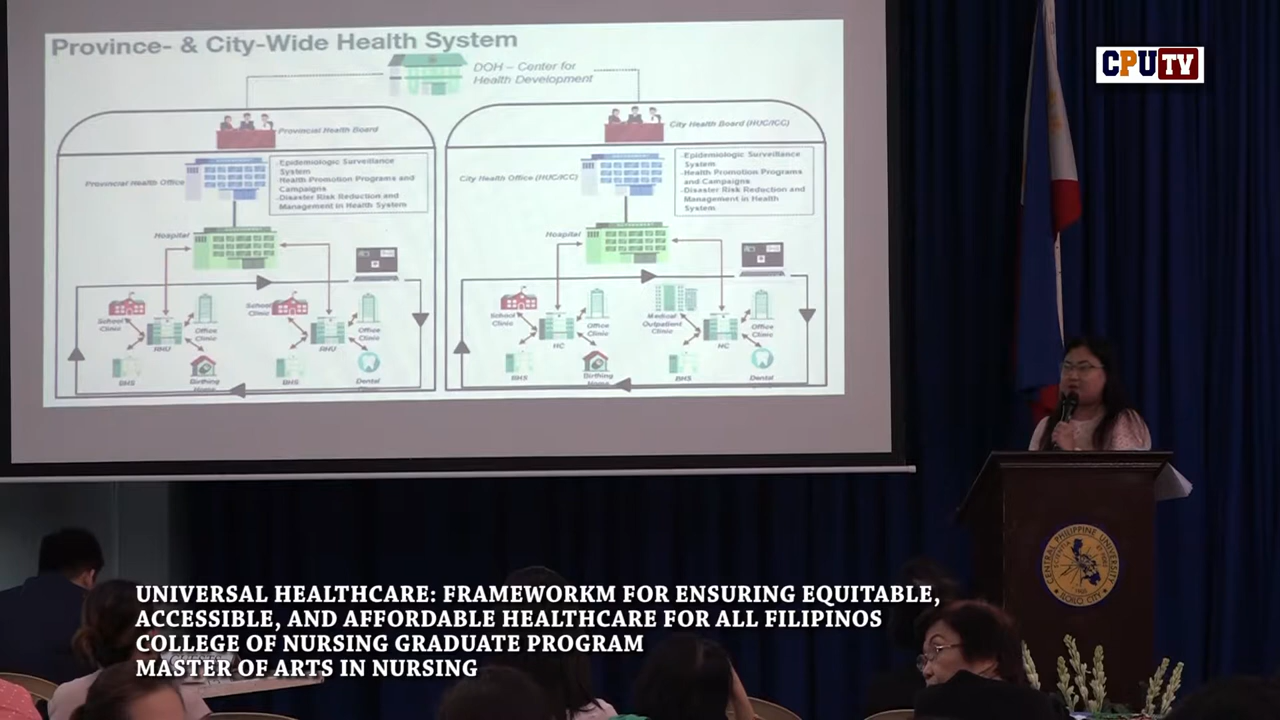 Province- & City-Wide Health System
DOH – Center for
Health Development
CPUTV
Provincial Health Board
City Health Board (HUC/ICC)
Provincial Health Office
-Epidemiologic Surveillance
System
-Health Promotion Programs and
Campaigns
-Disaster Risk Reduction and
Management in Health System
City Health Office (HUC/ICC)
-Epidemiologic Surveillance
System
-Health Promotion Programs
and Campaigns
-Disaster Risk Reduction and
Management in Health
System
Hospital
Hospital
School
Clinic
Office
Clinic
RHU
BHS
Birthing
Home
School
Clinic
Office
Clinic
RHU
BHS
Dental
School
Clinic
Office
Clinic
HC
BHS
Birthing
Home
Medical
Outpatient
Clinic
Office
Clinic
HC
BHS
Dental
CENTRAL PHILIPPINE UNIVERSITY
ILOILO CITY
UNIVERSAL HEALTHCARE: FRAMEWORKM FOR ENSURING EQUITABLE,
ACCESSIBLE, AND AFFORDABLE HEALTHCARE FOR ALL FILIPINOS
COLLEGE OF NURSING GRADUATE PROGRAM
MASTER OF ARTS IN NURSING